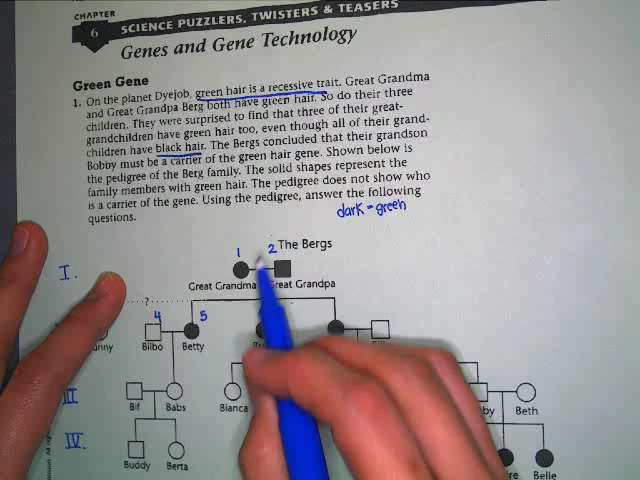 CHAPTER
6
SCIENCE PUZZLERS, TWISTERS & TEASERS
Genes and Gene Technology
Green Gene
1. On the planet Dyejob, green hair is a recessive trait. Great Grandma
and Great Grandpa Berg both have green hair. So do their three
children. They were surprised to find that three of their great-
grandchildren have green hair too, even though all of their grand-
children have black hair. The Bergs concluded that their grandson
Bobby must be a carrier of the green hair gene. Shown below is
the pedigree of the Berg family. The solid shapes represent the
family members with green hair. The pedigree does not show who
is a carrier of the gene. Using the pedigree, answer the following
questions.
dark = green
1 2 The Bergs
I.
Great Grandma Great Grandpa
?
4 5
Bilbo Betty
II
Bif Babs Bianca Beth
IV.
Buddy Berta Belle